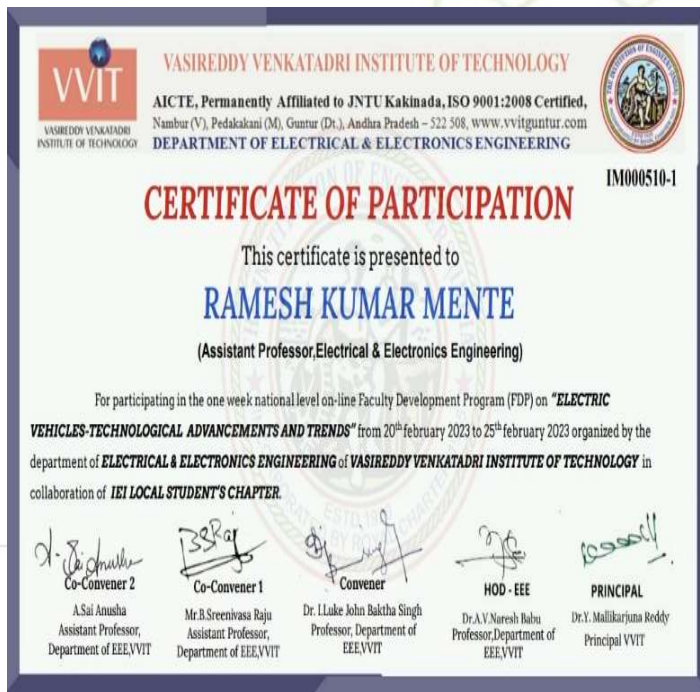 VVIT
VASIREDDY VENKATADRI
INSTITUTE OF TECHNOLOGY
VASIREDDY VENKATADRI INSTITUTE OF TECHNOLOGY
AICTE, Permanently Affiliated to JNTU Kakinada, ISO 9001:2008 Certified,
Nambur (V), Pedakakani (M), Guntur (Dt.), Andhra Pradesh – 522 508, www.vvitguntur.com
DEPARTMENT OF ELECTRICAL & ELECTRONICS ENGINEERING
IM000510-1
CERTIFICATE OF PARTICIPATION
This certificate is presented to
RAMESH KUMAR MENTE
(Assistant Professor,Electrical & Electronics Engineering)
For participating in the one week national level on-line Faculty Development Program (FDP) on "ELECTRIC
VEHICLES-TECHNOLOGICAL ADVANCEMENTS AND TRENDS" from 20th february 2023 to 25th february 2023 organized by the
department of ELECTRICAL & ELECTRONICS ENGINEERING of VASIREDDY VENKATADRI INSTITUTE OF TECHNOLOGY in
collaboration of IEI LOCAL STUDENT'S CHAPTER.
Co-Convener 2
A.Sai Anusha
Assistant Professor,
Department of EEE,VVIT
Co-Convener 1
Mr.B.Sreenivasa Raju
Assistant Professor,
Department of EEE,VVIT
Convener
Dr. I.Luke John Baktha Singh
Professor, Department of
EEE,VVIT
HOD - EEE
Dr.A.V.Naresh Babu
Professor,Department of
EEE,VVIT
PRINCIPAL
Dr.Y. Mallikarjuna Reddy
Principal VVIT